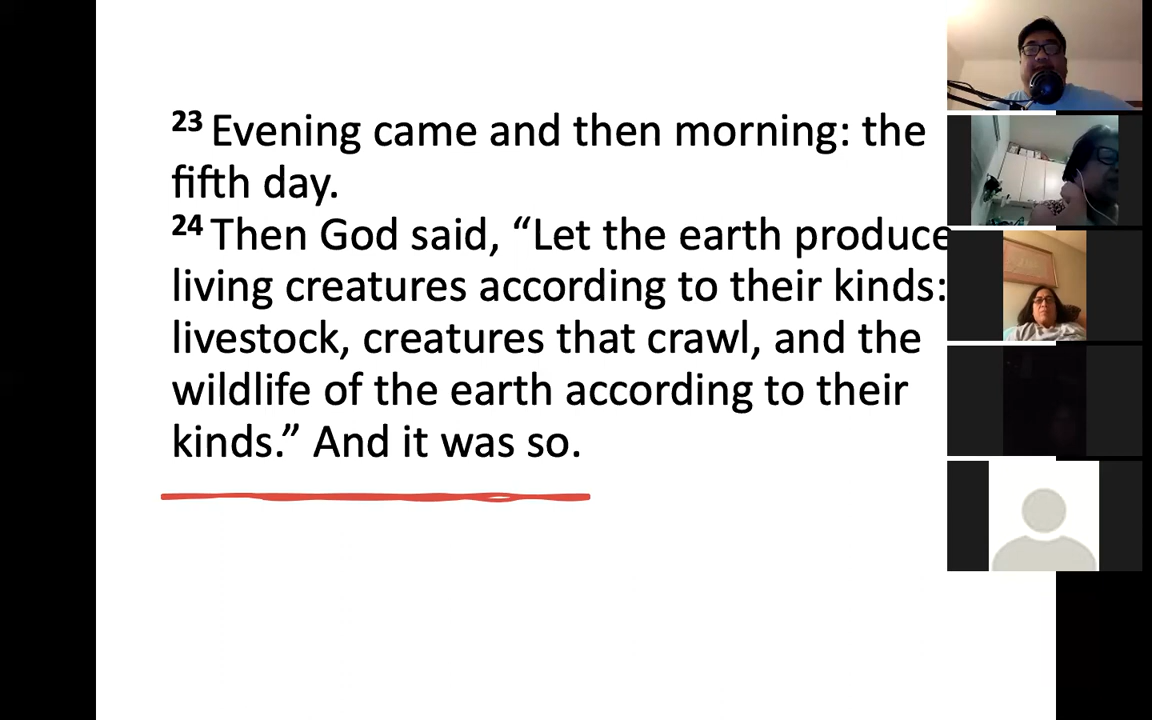 23 Evening came and then morning: the
fifth day.
24 Then God said, “Let the earth produce
living creatures according to their kinds:
livestock, creatures that crawl, and the
wildlife of the earth according to their
kinds.” And it was so.